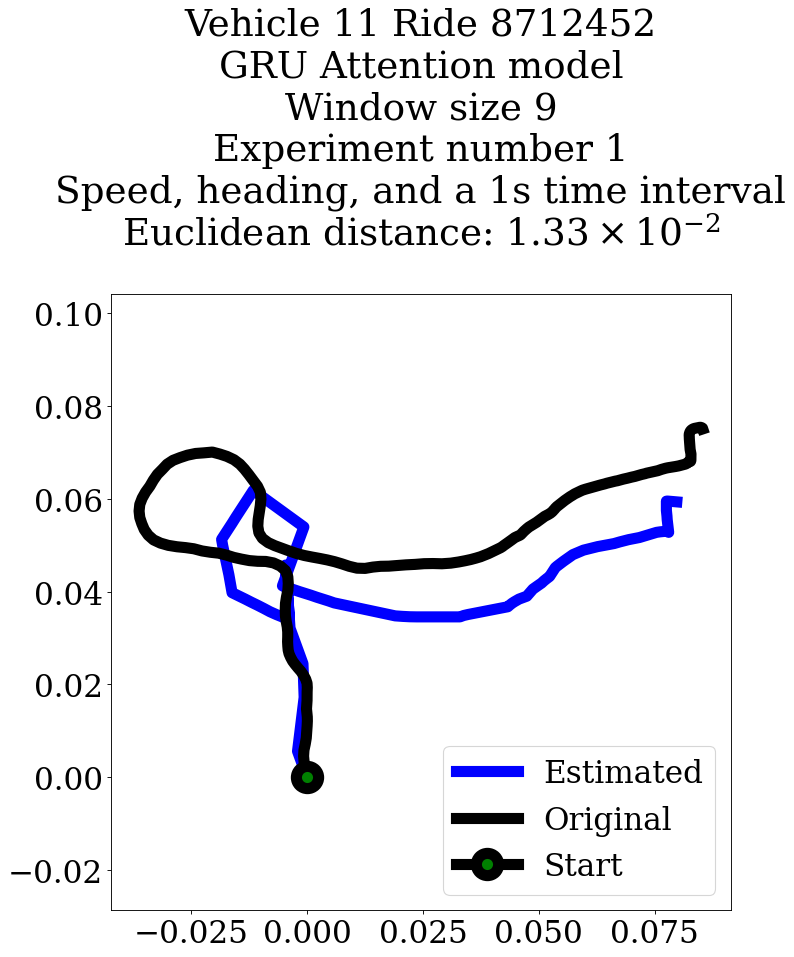 Vehicle 11 Ride 8712452
GRU Attention model
Window size 9
Experiment number 1
Speed, heading, and a 1s time interval
Euclidean distance: 1.33 × 10⁻²
0.10
0.08
0.06
0.04
0.02
0.00
−0.02
−0.025 0.000 0.025 0.050 0.075
Estimated
Original
Start